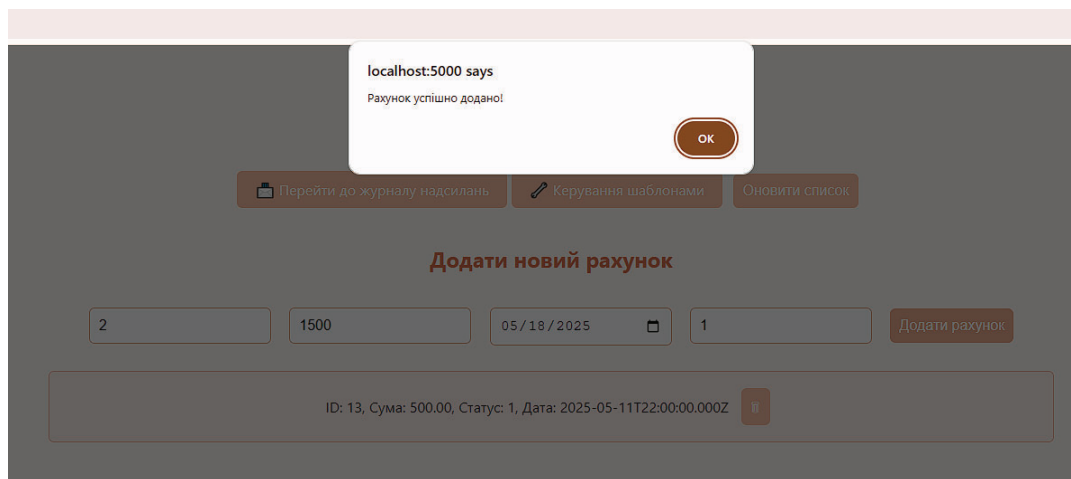 localhost:5000 says
Рахунок успішно додано!
OK
Перейти до журналу надсилань
Керування шаблонами
Оновити список
Додати новий рахунок
2
1500
05/18/2025
1
Додати рахунок
ID: 13, Сума: 500.00, Статус: 1, Дата: 2025-05-11T22:00:00.000Z